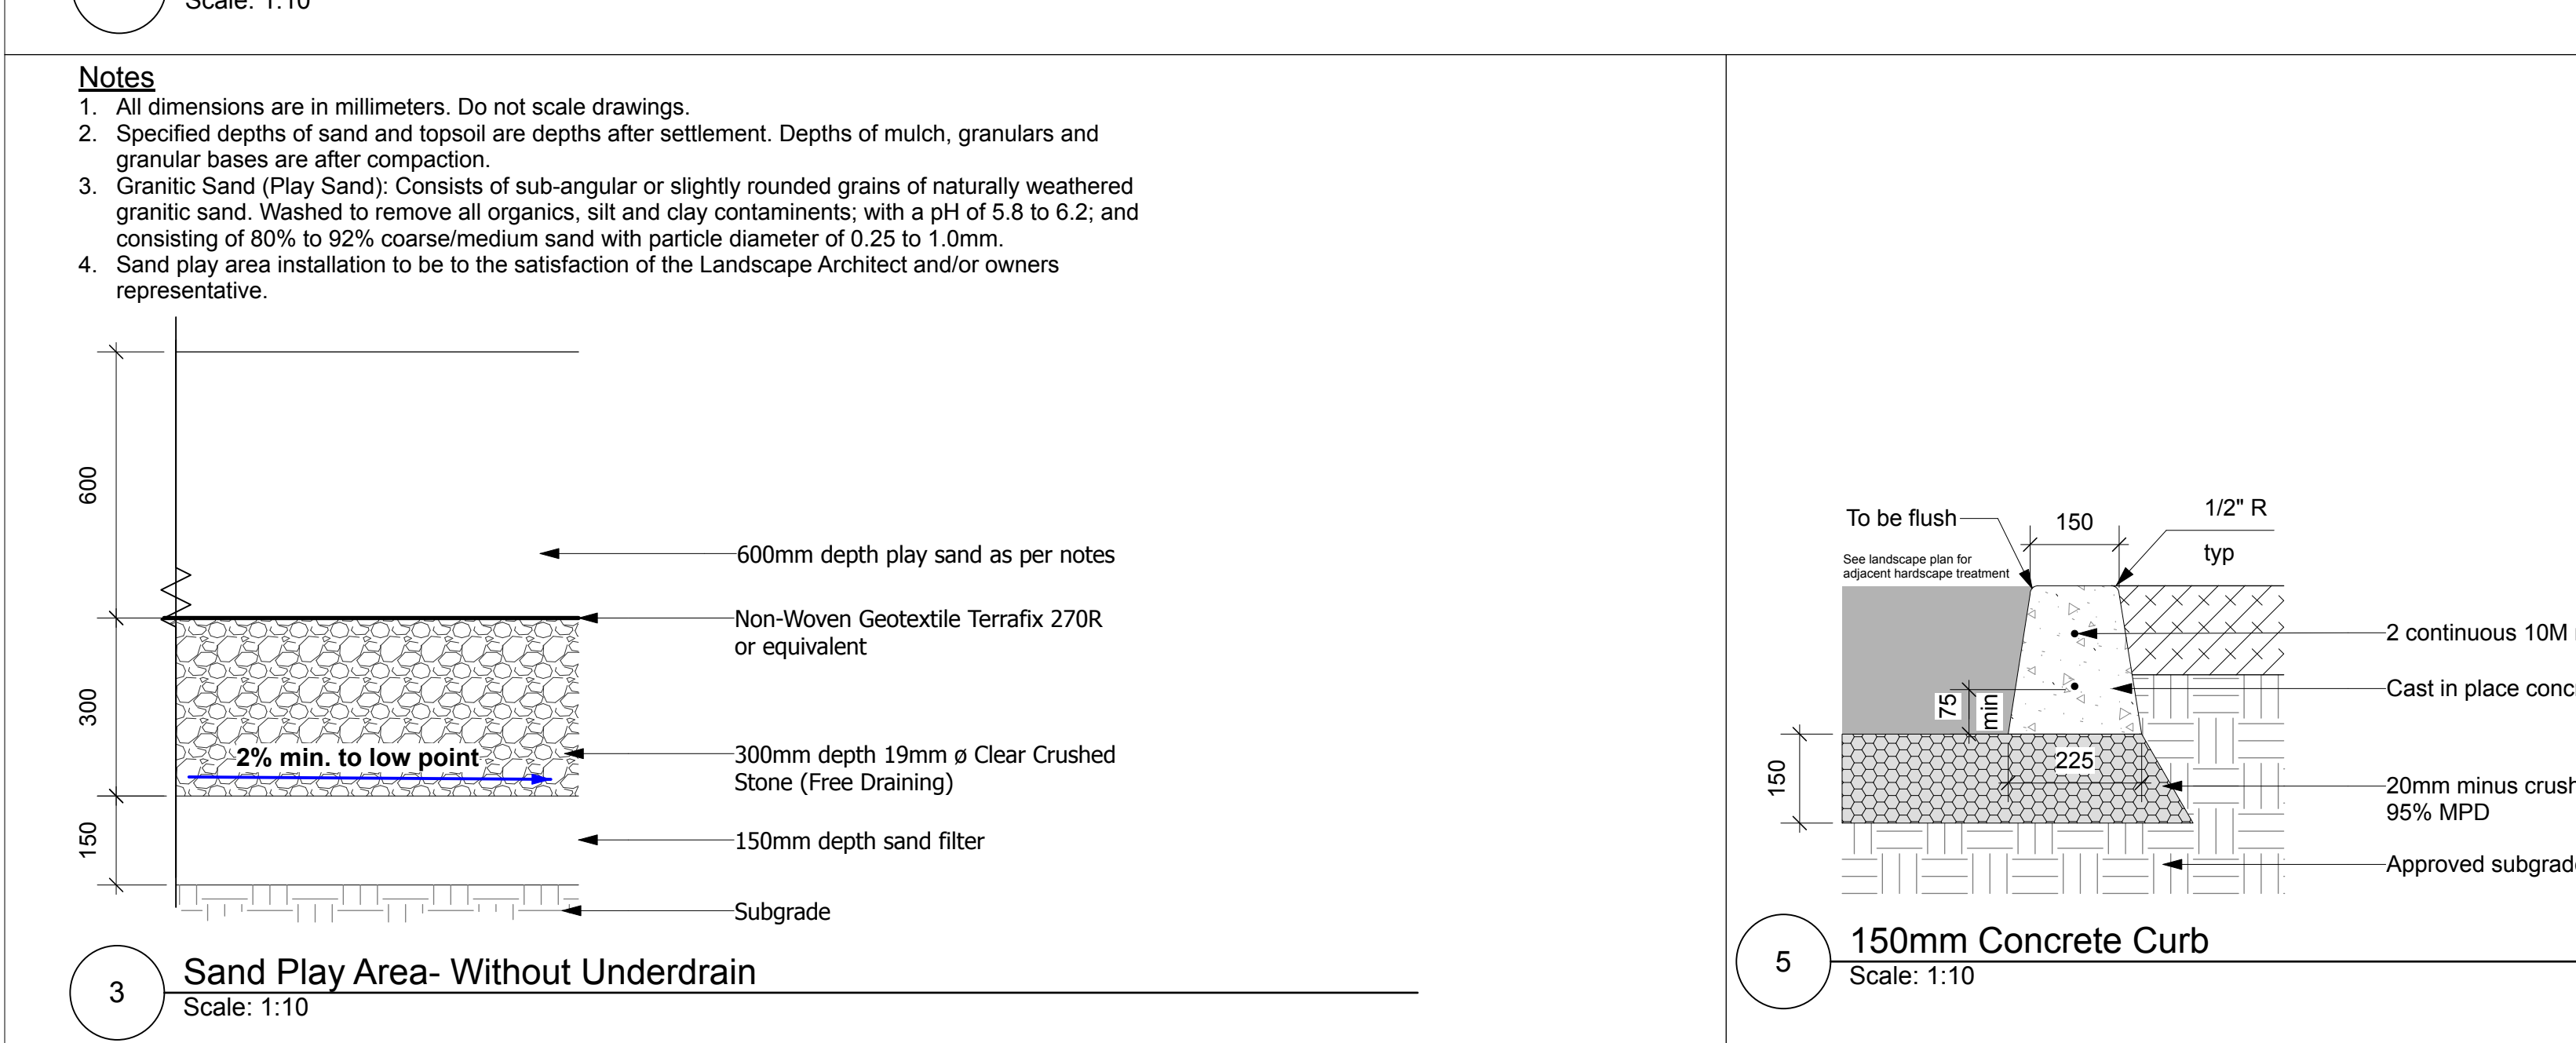 Scale: 1:10
Notes
1. All dimensions are in millimeters. Do not scale drawings.
2. Specified depths of sand and topsoil are depths after settlement. Depths of mulch, granulars and
granular bases are after compaction.
3. Granitic Sand (Play Sand): Consists of sub-angular or slightly rounded grains of naturally weathered
granitic sand. Washed to remove all organics, silt and clay contaminents; with a pH of 5.8 to 6.2; and
consisting of 80% to 92% coarse/medium sand with particle diameter of 0.25 to 1.0mm.
4. Sand play area installation to be to the satisfaction of the Landscape Architect and/or owners
representative.
600
300
150
600mm depth play sand as per notes
Non-Woven Geotextile Terrafix 270R
or equivalent
2% min. to low point
300mm depth 19mm ø Clear Crushed
Stone (Free Draining)
150mm depth sand filter
Subgrade
3
Sand Play Area- Without Underdrain
Scale: 1:10
To be flush
150
1/2" R
typ
See landscape plan for
adjacent hardscape treatment
2 continuous 10M
75
min
Cast in place conc
225
150
20mm minus crush
95% MPD
Approved subgrade
5
150mm Concrete Curb
Scale: 1:10